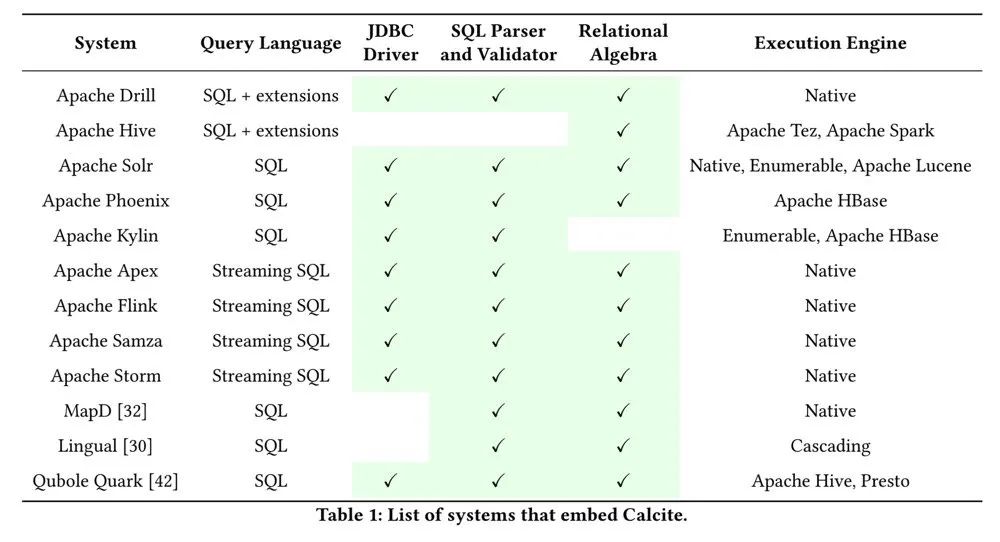 System Query Language JDBC Driver SQL Parser and Validator Relational Algebra Execution Engine
Apache Drill SQL + extensions ✓ ✓ ✓ Native
Apache Hive SQL + extensions ✓ Apache Tez, Apache Spark
Apache Solr SQL ✓ ✓ ✓ Native, Enumerable, Apache Lucene
Apache Phoenix SQL ✓ ✓ ✓ Apache HBase
Apache Kylin SQL ✓ ✓ Enumerable, Apache HBase
Apache Apex Streaming SQL ✓ ✓ ✓ Native
Apache Flink Streaming SQL ✓ ✓ ✓ Native
Apache Samza Streaming SQL ✓ ✓ ✓ Native
Apache Storm Streaming SQL ✓ ✓ ✓ Native
MapD [32] SQL ✓ ✓ Native
Lingual [30] SQL ✓ ✓ Cascading
Qubole Quark [42] SQL ✓ ✓ ✓ Apache Hive, Presto
Table 1: List of systems that embed Calcite.